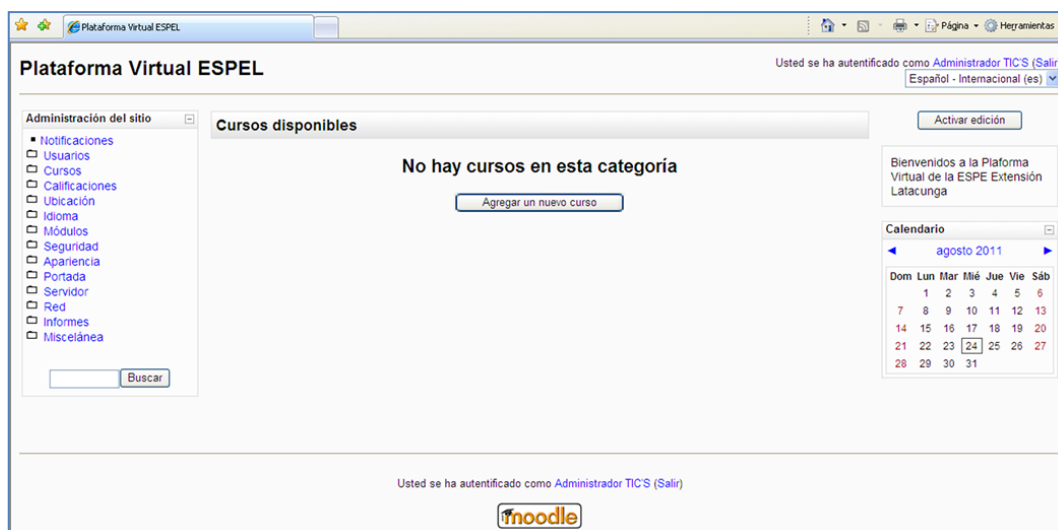 Plataforma Virtual ESPEL
Página
Herramientas
Plataforma Virtual ESPEL
Usted se ha autentificado como Administrador TIC'S (Salir
Español - Internacional (es)
Administración del sitio
Notificaciones
Usuarios
Cursos
Calificaciones
Ubicación
Idioma
Módulos
Seguridad
Apariencia
Portada
Servidor
Red
Informes
Miscelánea
Buscar
Cursos disponibles
No hay cursos en esta categoría
Agregar un nuevo curso
Activar edición
Bienvenidos a la Plaforma
Virtual de la ESPE Extensión
Latacunga
Calendario
agosto 2011
Dom Lun Mar Mié Jue Vie Sáb
1 2 3 4 5 6
7 8 9 10 11 12 13
14 15 16 17 18 19 20
21 22 23 24 25 26 27
28 29 30 31
Usted se ha autentificado como Administrador TIC'S (Salir)
moodle